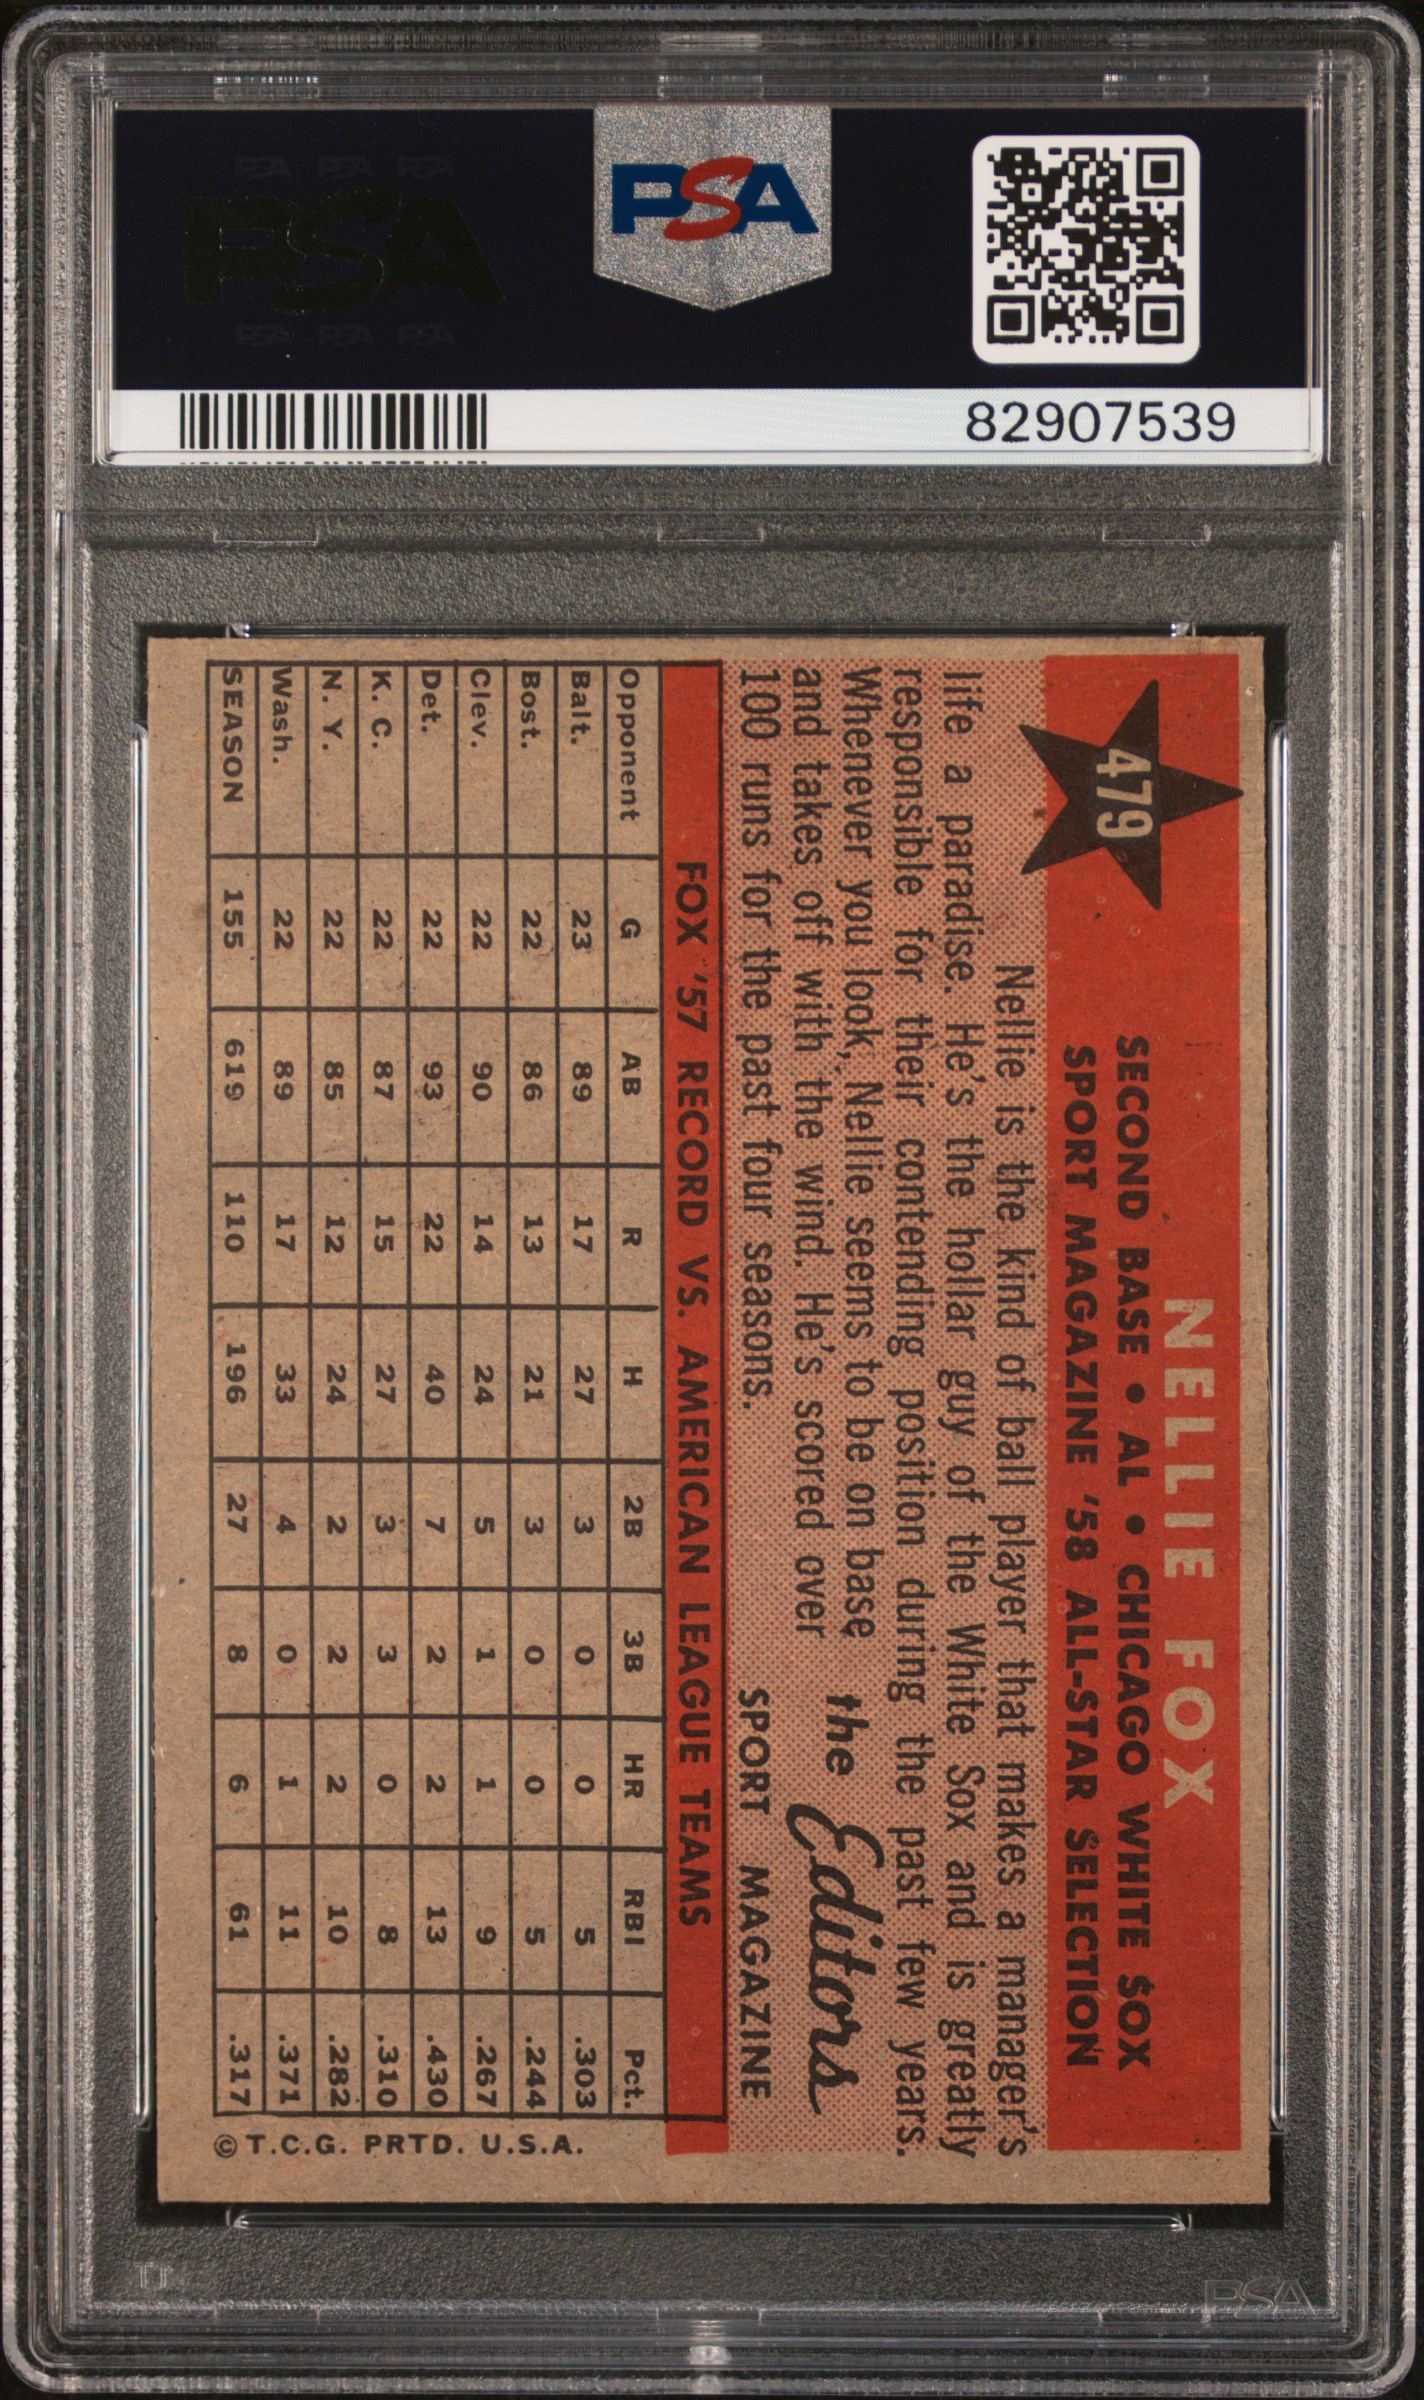 PSA PSA PSA
PSA
PSA PSA PSA
PSA
82907539
479
NELLIE FOX
SECOND BASE • AL • CHICAGO WHITE SOX
SPORT MAGAZINE '58 ALL-STAR SELECTION
Nellie is the kind of ball player that makes a manager's
life a paradise. He's the hollar guy of the White Sox and is greatly
responsible for their contending position during the past few years.
Whenever you look, Nellie seems to be on base
and takes off with the wind. He's scored over
100 runs for the past four seasons.
the Editors
SPORT MAGAZINE
FOX '57 RECORD VS. AMERICAN LEAGUE TEAMS
Opponent G AB R H 2B 3B HR RBI Pct.
Balt. 23 89 17 27 3 0 0 5 .303
Bost. 22 86 13 21 3 0 0 5 .244
Clev. 22 90 14 24 5 1 1 9 .267
Det. 22 93 22 40 7 2 2 13 .430
K. C. 22 87 15 27 3 3 0 8 .310
N. Y. 22 85 12 24 2 2 2 10 .282
Wash. 22 89 17 33 4 0 1 11 .371
SEASON 155 619 110 196 27 8 6 61 .317
© T.C.G. PRTD. U.S.A.
PSA